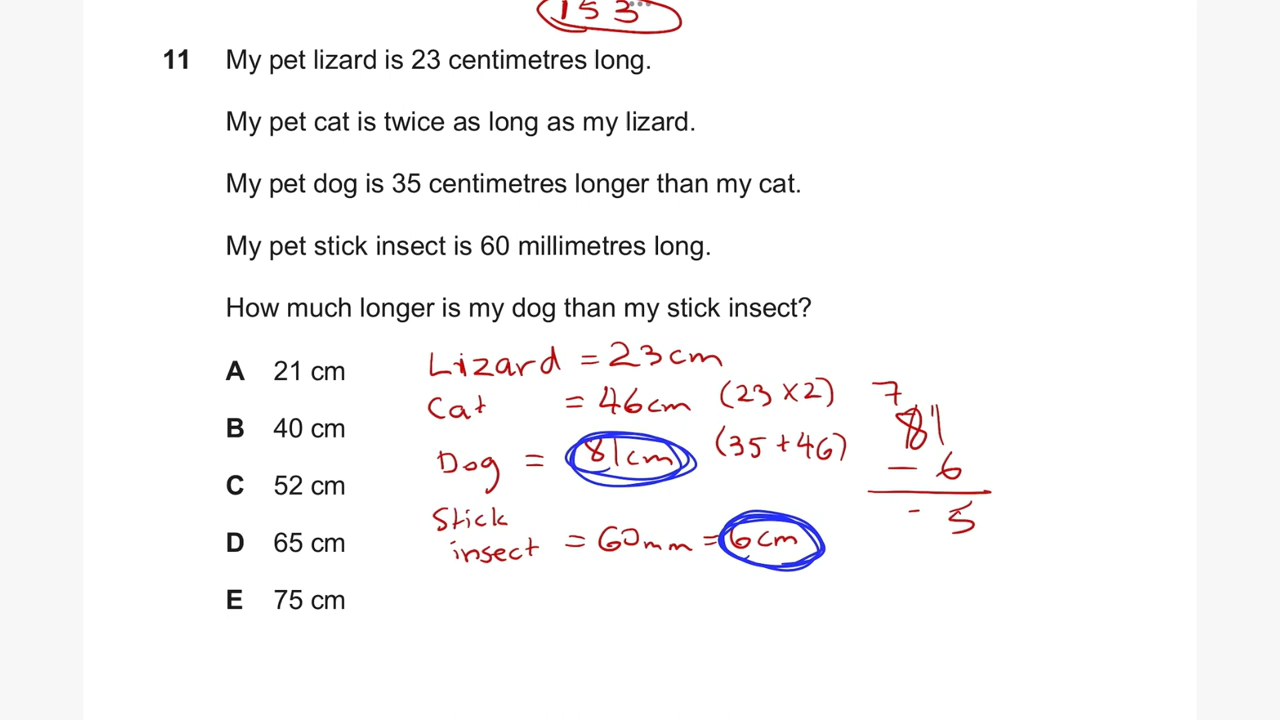 153
11 My pet lizard is 23 centimetres long.
My pet cat is twice as long as my lizard.
My pet dog is 35 centimetres longer than my cat.
My pet stick insect is 60 millimetres long.
How much longer is my dog than my stick insect?
A 21 cm
B 40 cm
C 52 cm
D 65 cm
E 75 cm
Lizard = 23cm
Cat = 46cm (23 x 2)
Dog = 81cm (35 + 46)
Stick
insect = 60mm = 6cm
7
81
- 6
- 5